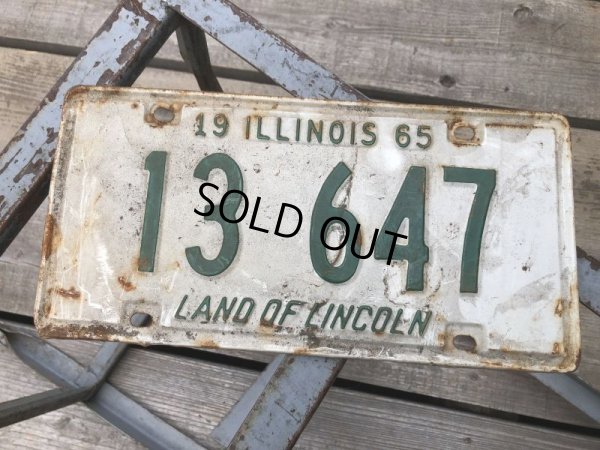 19 ILLINOIS 65
13 647
SOLD OUT
LAND OF LINCOLN